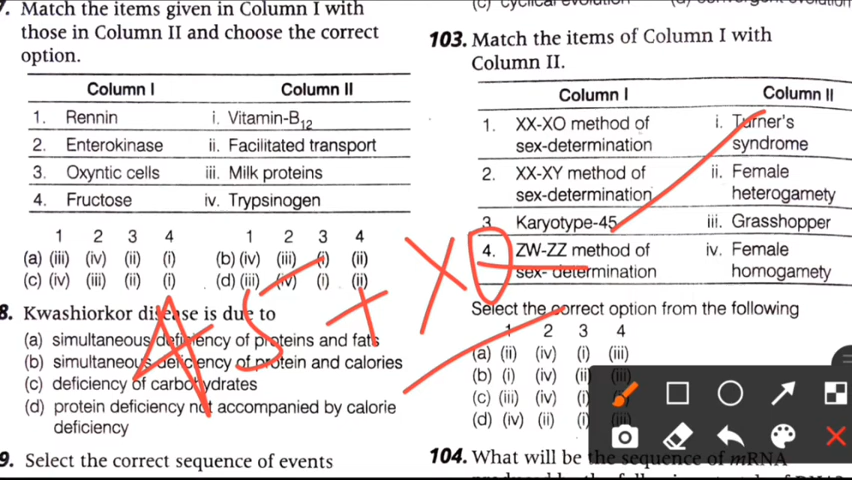 7. Match the items given in Column I with
those in Column II and choose the correct
option.
Column I Column II
1. Rennin i. Vitamin-B12
2. Enterokinase ii. Facilitated transport
3. Oxyntic cells iii. Milk proteins
4. Fructose iv. Trypsinogen
1 2 3 4 1 2 3 4
(a) (iii) (iv) (ii) (i) (b) (iv) (iii) (i) (ii)
(c) (iv) (iii) (ii) (i) (d) (iii) (iv) (i) (ii)
8. Kwashiorkor disease is due to
(a) simultaneous deficiency of proteins and fats
(b) simultaneous deficiency of protein and calories
(c) deficiency of carbohydrates
(d) protein deficiency not accompanied by calorie
deficiency
9. Select the correct sequence of events
45 + X0
(c) cyclical evolution
103. Match the items of Column I with
Column II.
Column I Column II
1. XX-XO method of i. Turner's
sex-determination syndrome
2. XX-XY method of ii. Female
sex-determination heterogamety
3. Karyotype-45 iii. Grasshopper
4. ZW-ZZ method of iv. Female
sex- determination homogamety
Select the correct option from the following
1 2 3 4
(a) (ii) (iv) (i) (iii)
(b) (i) (iv) (ii) (iii)
(c) (iii) (iv) (i)
(d) (iv) (ii) (i) (iii)
104. What will be the sequence of mRNA